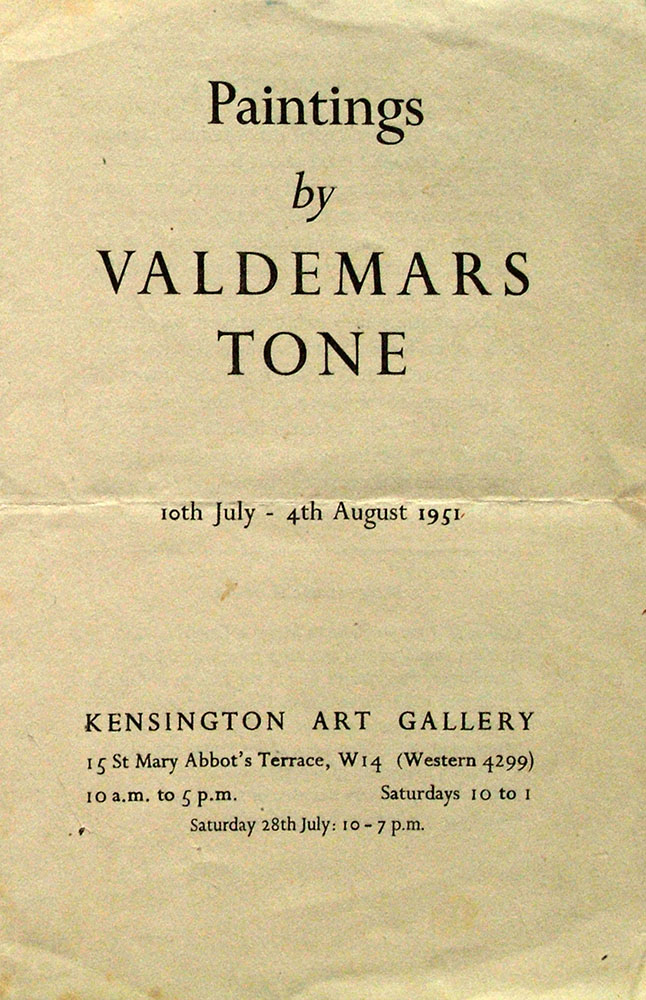 Paintings
by
VALDEMARS
TONE
10th July - 4th August 1951
KENSINGTON ART GALLERY
15 St Mary Abbot's Terrace, W14 (Western 4299)
10 a.m. to 5 p.m. Saturdays 10 to 1
Saturday 28th July: 10 - 7 p.m.